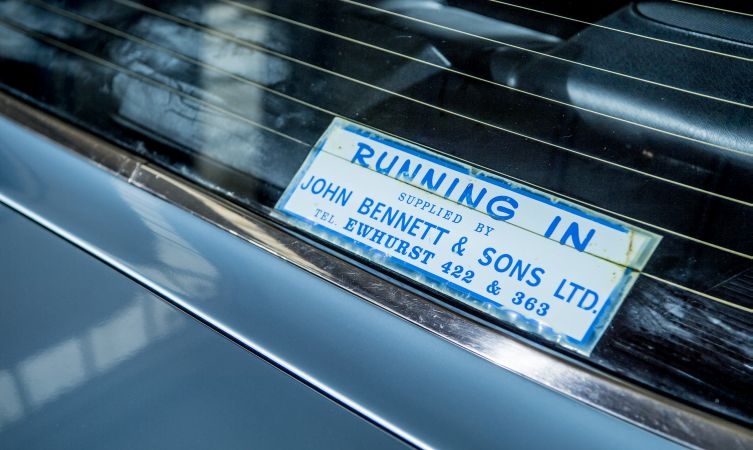 RUNNING IN
SUPPLIED BY
JOHN BENNETT & SONS LTD.
TEL. EWHURST 422 & 363